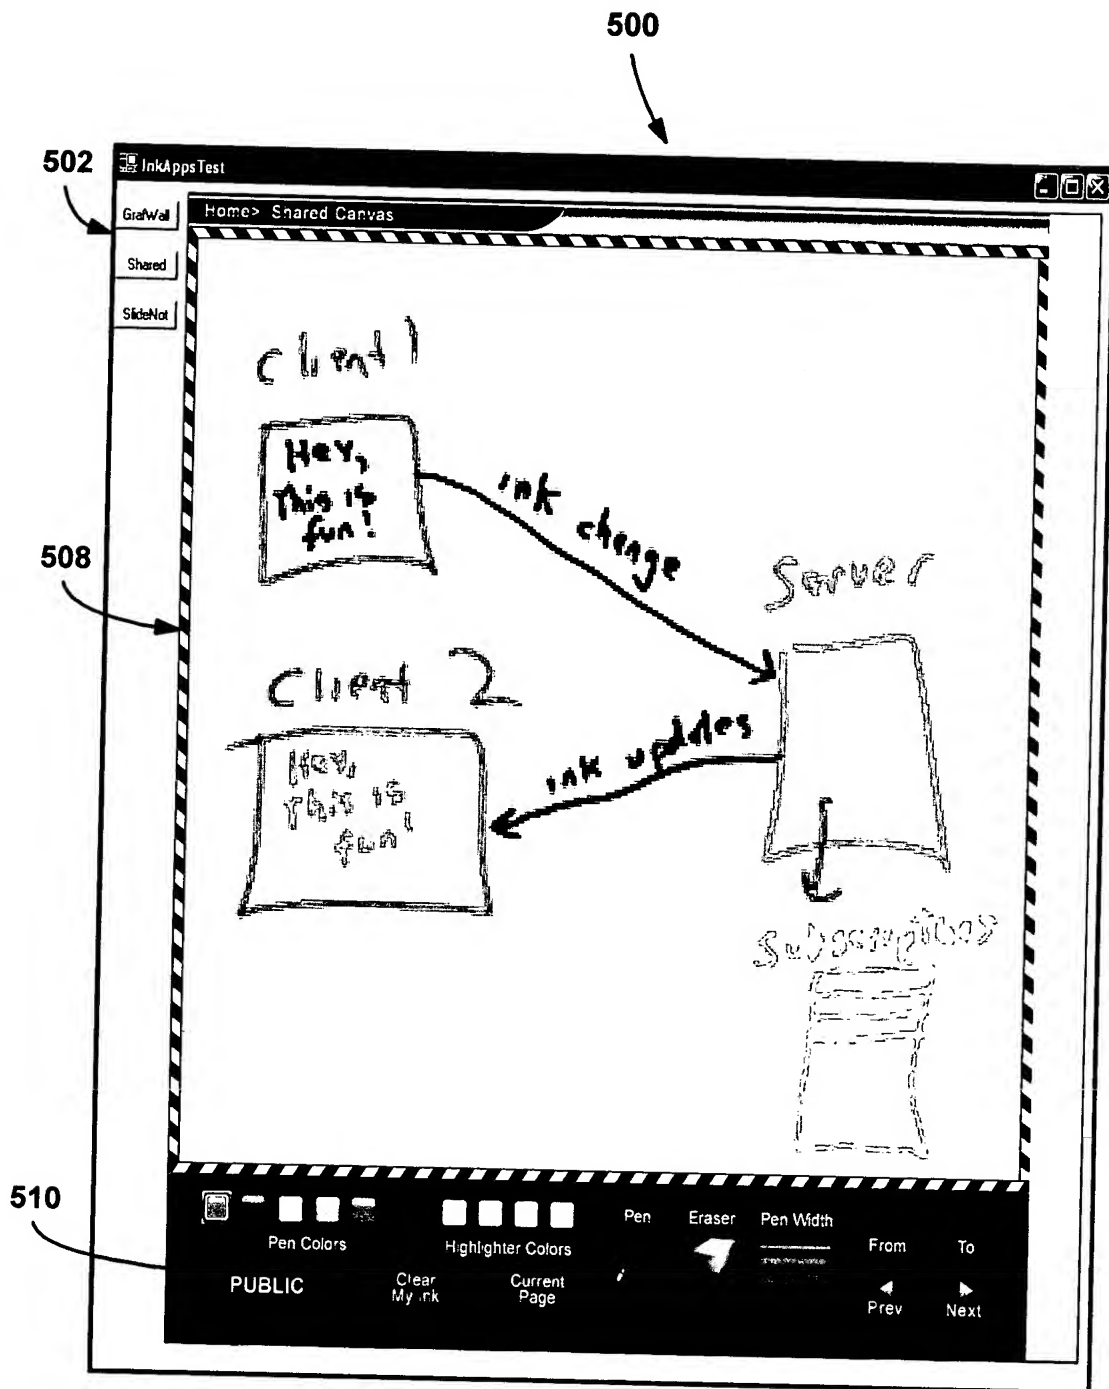 500
502
InkAppsTest
GrafWall
Home> Shared Canvas
Shared
SlideNot
Client 1
Hey,
This is
fun!
ink change
508
Server
Client 2
ink updates
Hey,
this is
fun!
Subscriptions
510
Pen Colors
Highlighter Colors
Pen
Eraser
Pen Width
From
To
PUBLIC
Clear
My Ink
Current
Page
Prev
Next